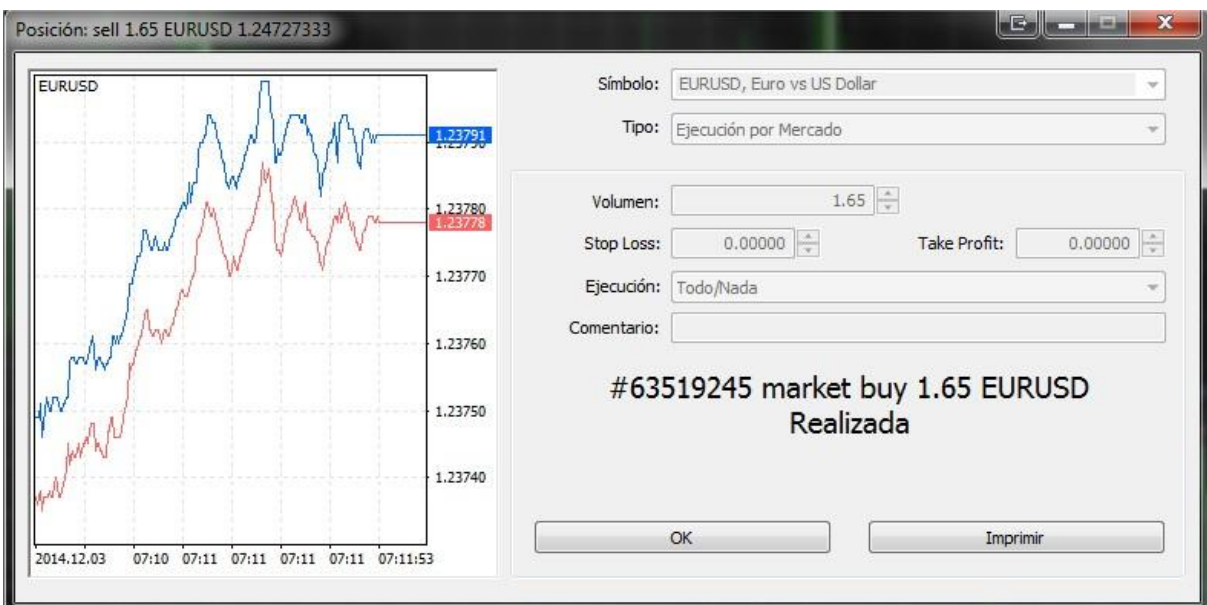 Posición: sell 1.65 EURUSD 1.24727333
EURUSD
1.23791
1.23790
1.23780
1.23778
1.23770
1.23760
1.23750
1.23740
2014.12.03 07:10 07:11 07:11 07:11 07:11 07:11:53
Símbolo: EURUSD, Euro vs US Dollar
Tipo: Ejecución por Mercado
Volumen: 1.65
Stop Loss: 0.00000 Take Profit: 0.00000
Ejecución: Todo/Nada
Comentario:
#63519245 market buy 1.65 EURUSD
Realizada
OK Imprimir